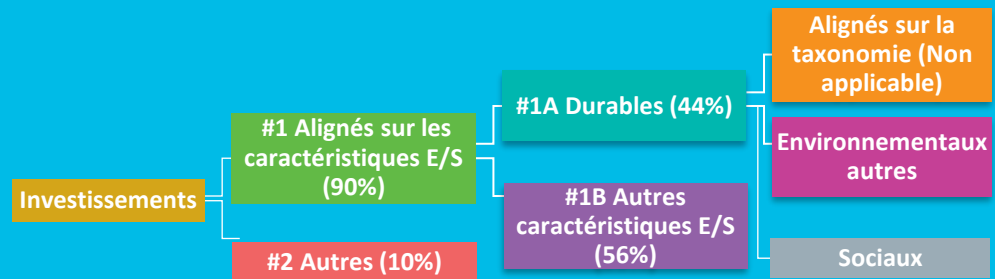 Investissements
#1 Alignés sur les
caractéristiques E/S
(90%)
#2 Autres (10%)
#1A Durables (44%)
#1B Autres
caractéristiques E/S
(56%)
Alignés sur la
taxonomie (Non
applicable)
Environnementaux
autres
Sociaux